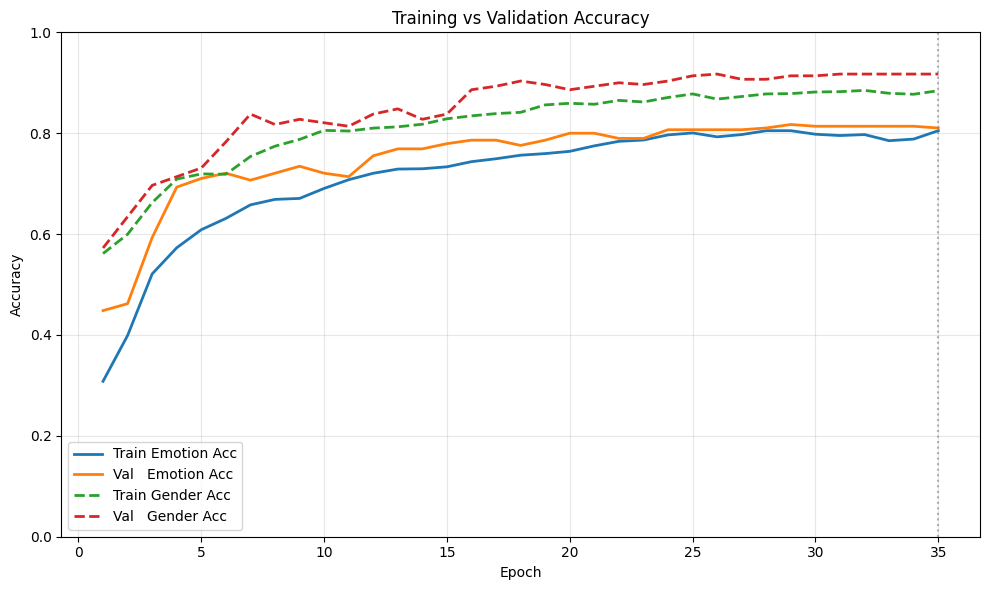 Training vs Validation Accuracy
1.0
0.8
0.6
0.4
0.2
0.0
Accuracy
Train Emotion Acc
Val   Emotion Acc
Train Gender Acc
Val   Gender Acc
0 5 10 15 20 25 30 35
Epoch